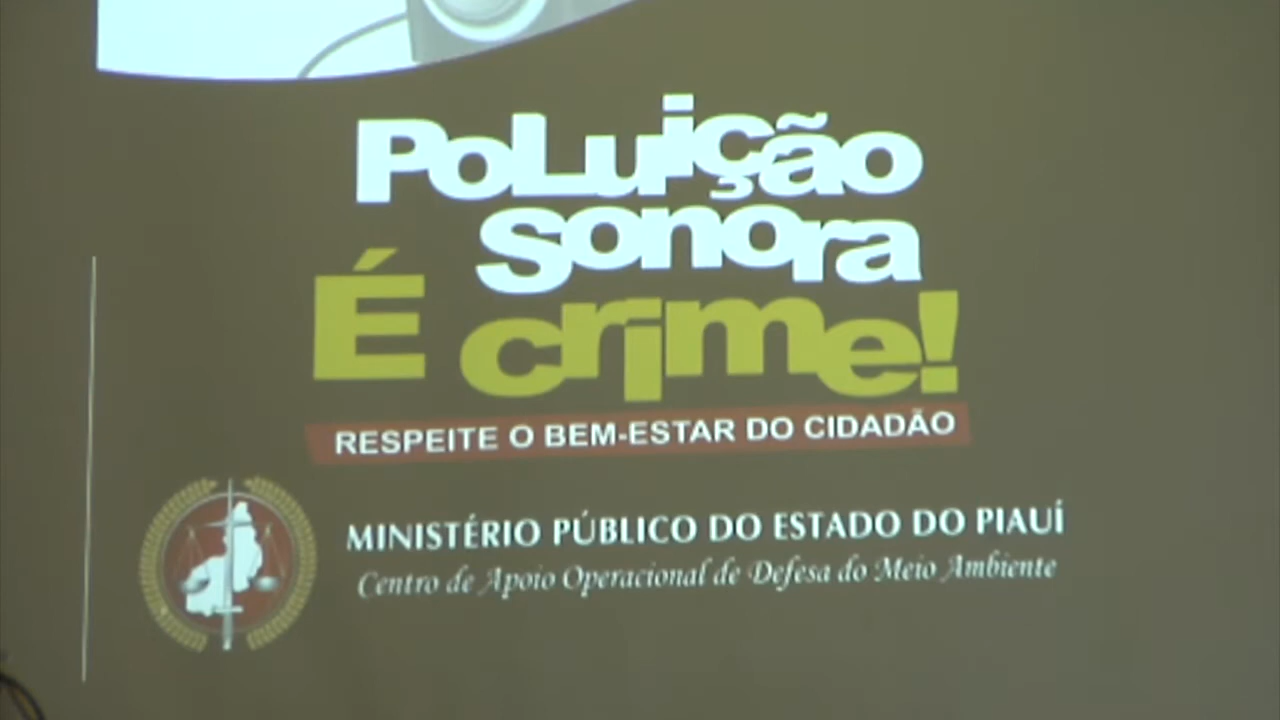 Poluição
sonora
É crime!
RESPEITE O BEM-ESTAR DO CIDADÃO
MINISTÉRIO PÚBLICO DO ESTADO DO PIAUÍ
Centro de Apoio Operacional de Defesa do Meio Ambiente